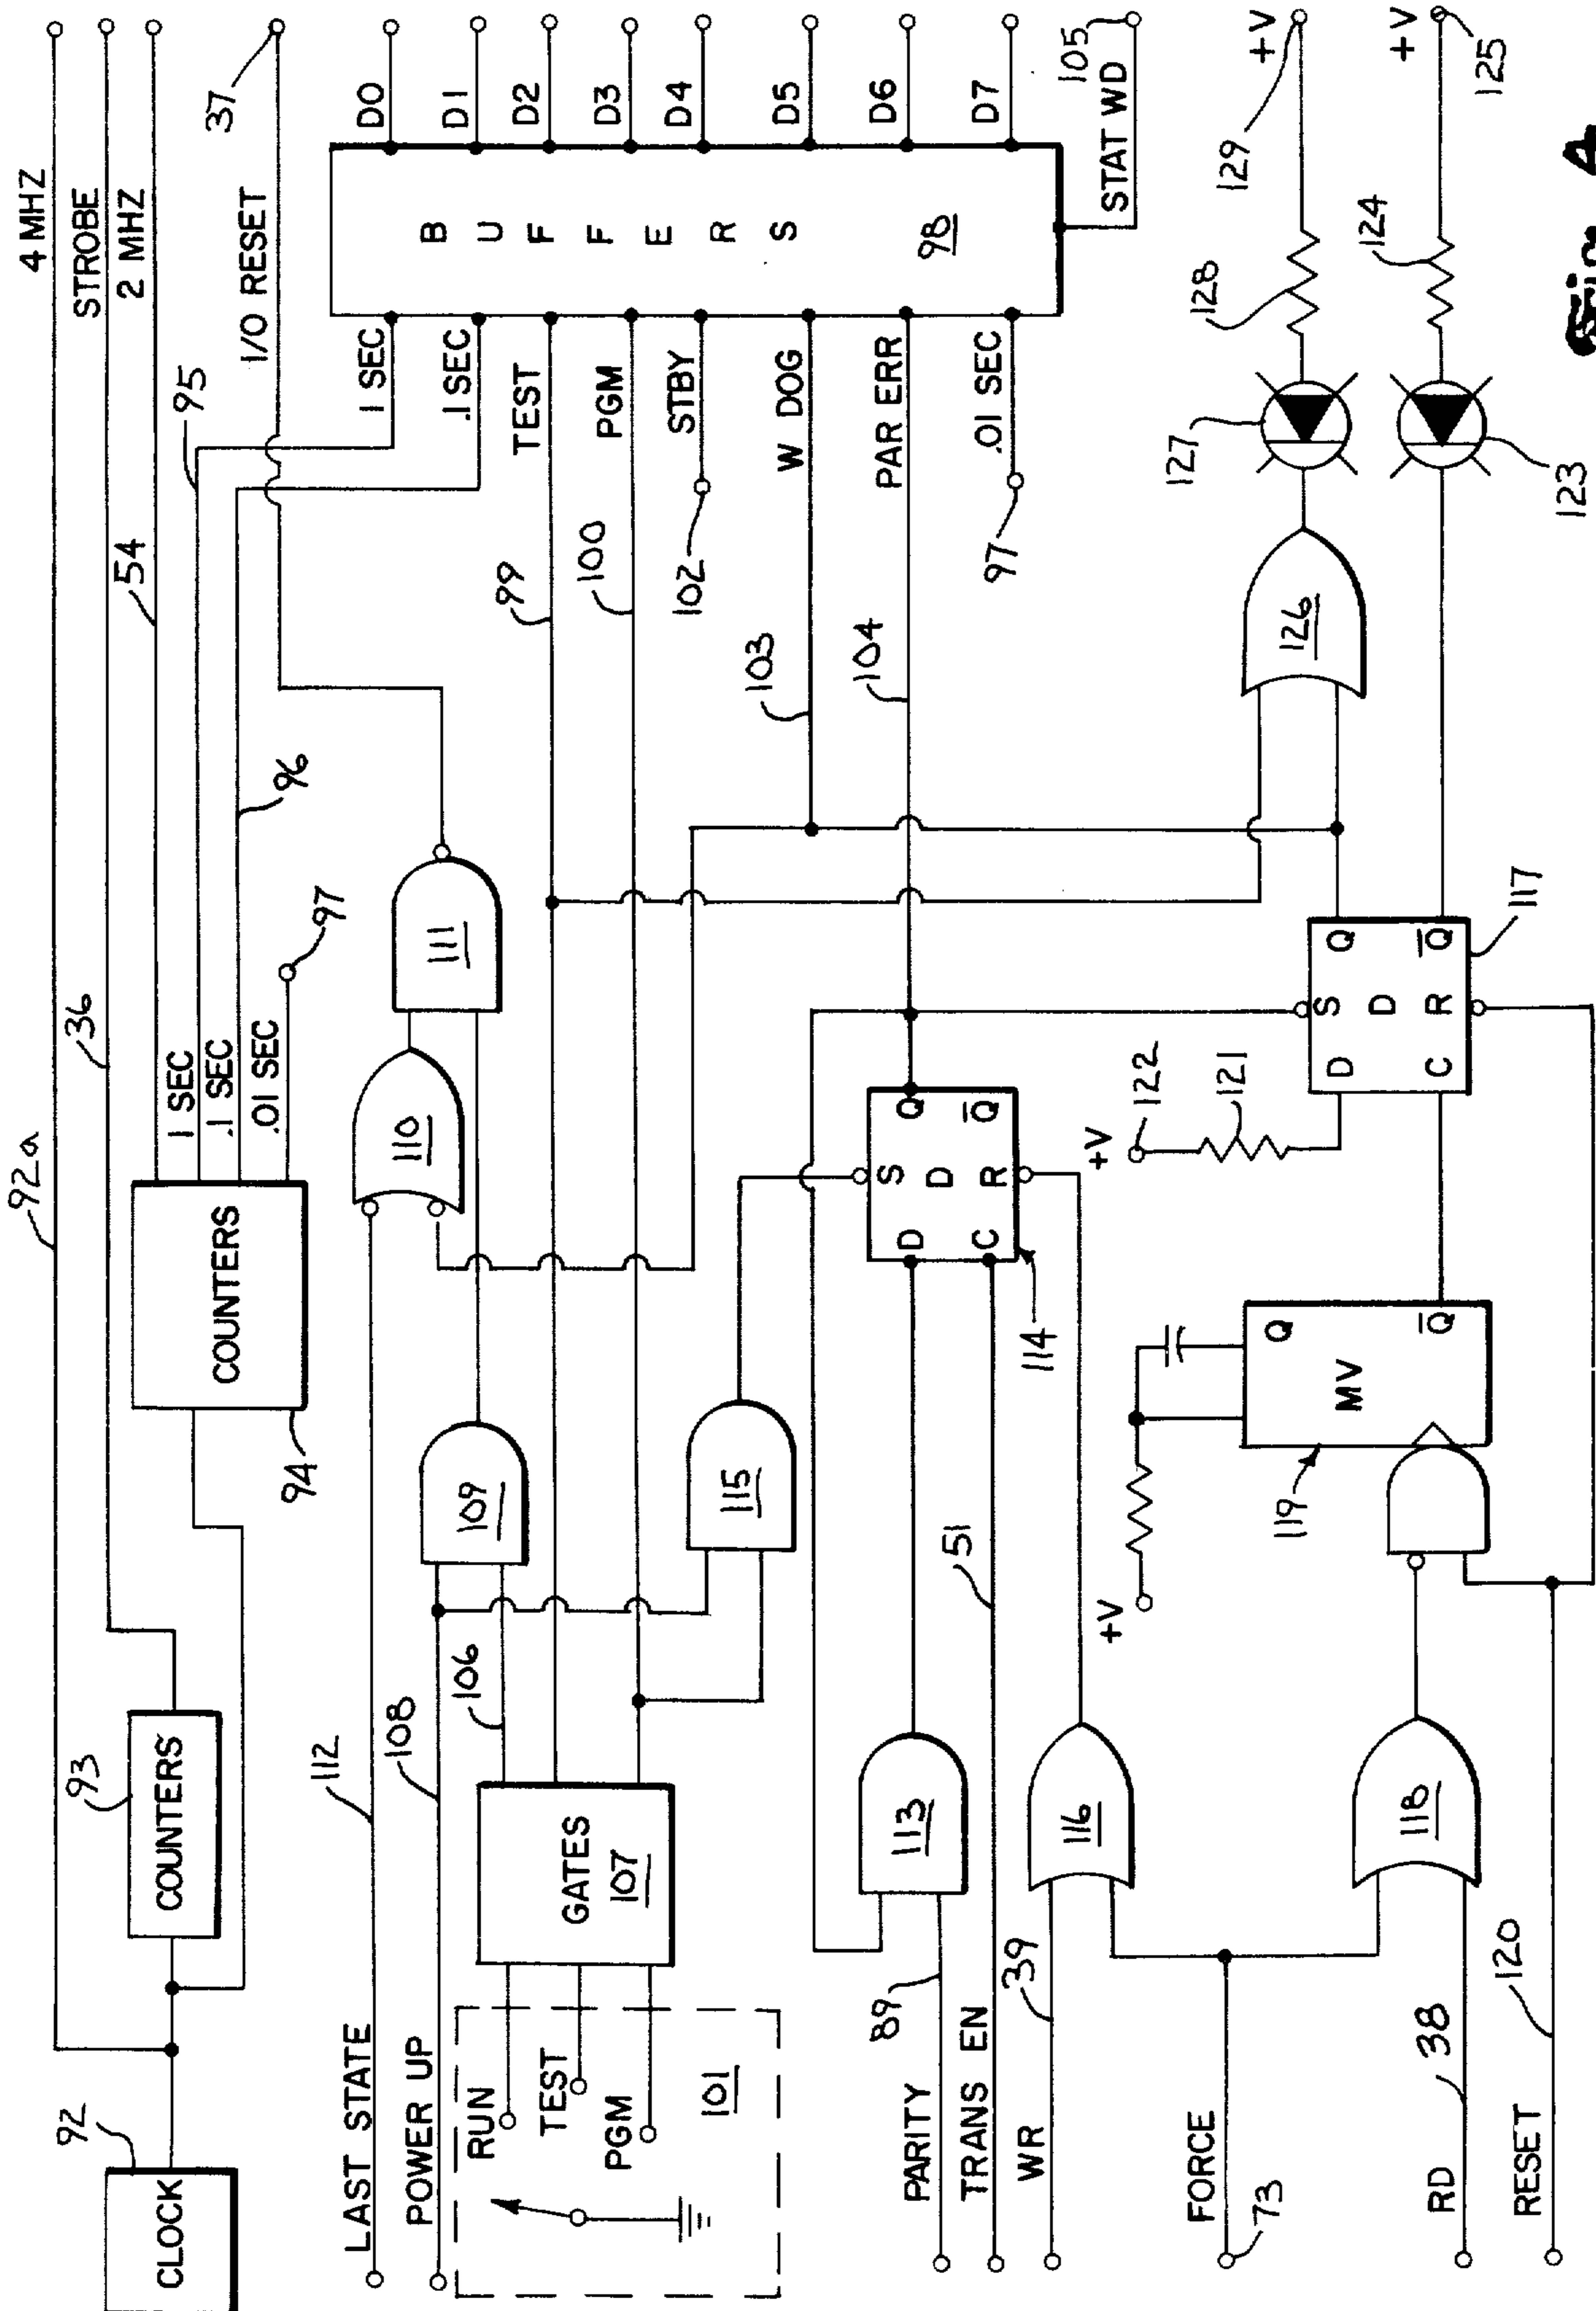 4 MHZ
STROBE
2 MHZ
I/O RESET
37
92a
36
54
95
96
92
CLOCK
93
COUNTERS
94
COUNTERS
1 SEC
.1 SEC
.01 SEC
97
LAST STATE
112
POWER UP
108
106
RUN
TEST
PGM
101
GATES
107
109
110
111
115
99
100
102
103
104
97
1 SEC
.1 SEC
TEST
PGM
STBY
W DOG
PAR ERR
.01 SEC
BUFFERS
98
D0
D1
D2
D3
D4
D5
D6
D7
STAT WD
105
PARITY
89
TRANS EN
51
WR
39
FORCE
73
RD
38
RESET
120
113
116
118
S
D
Q
D
C
R
Q
114
+V
119
MV
Q
Q
+V
122
121
S
D
Q
D
C
R
Q
117
126
127
128
129
+V
123
124
125
+V
Fig. 4